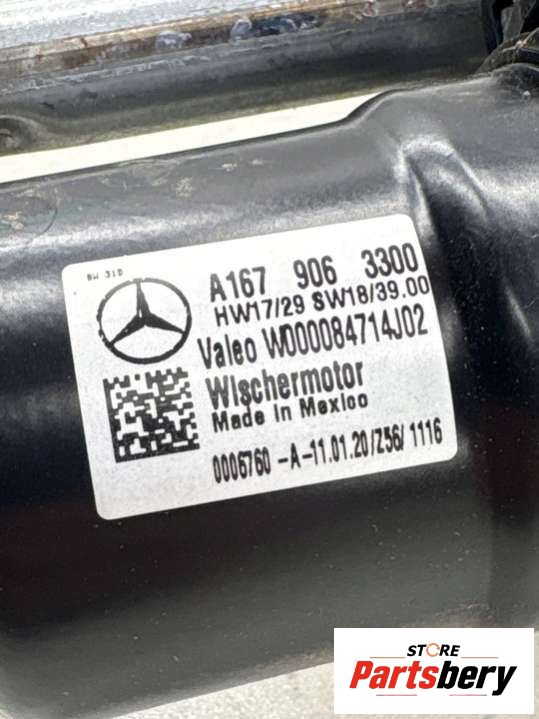 BW 31D
A167 906 3300
HW17/29 SW18/39.00
Valeo W000084714J02
Wischermotor
Made in Mexico
0006760 -A-11.01.20/Z56/1116
STORE
Partsbery